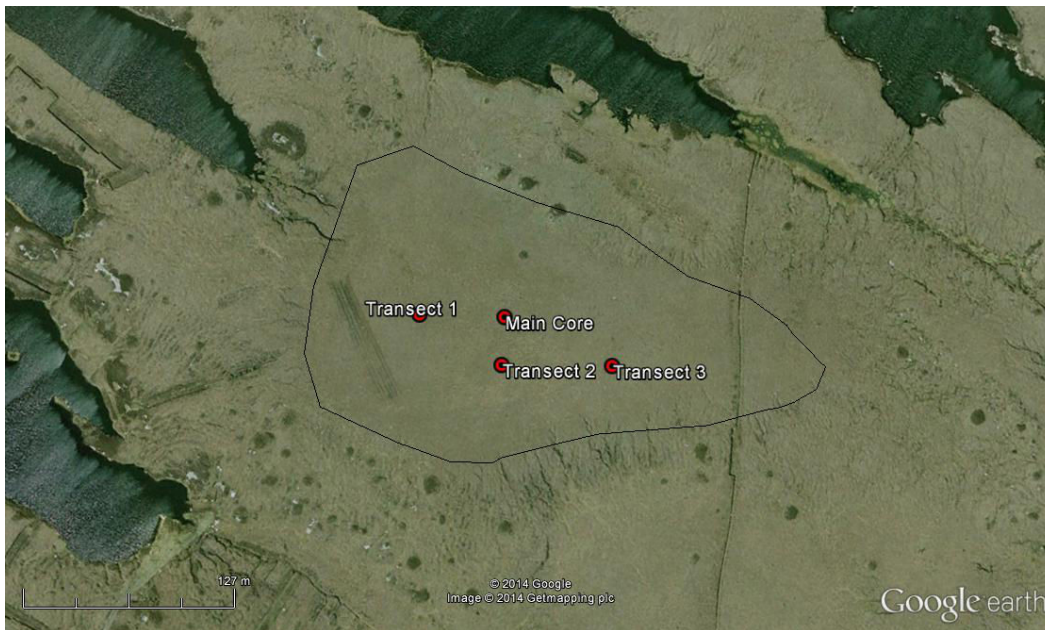 Transect 1
Main Core
Transect 2
Transect 3
127 m
© 2014 Google
Image © 2014 Getmapping plc
Google earth